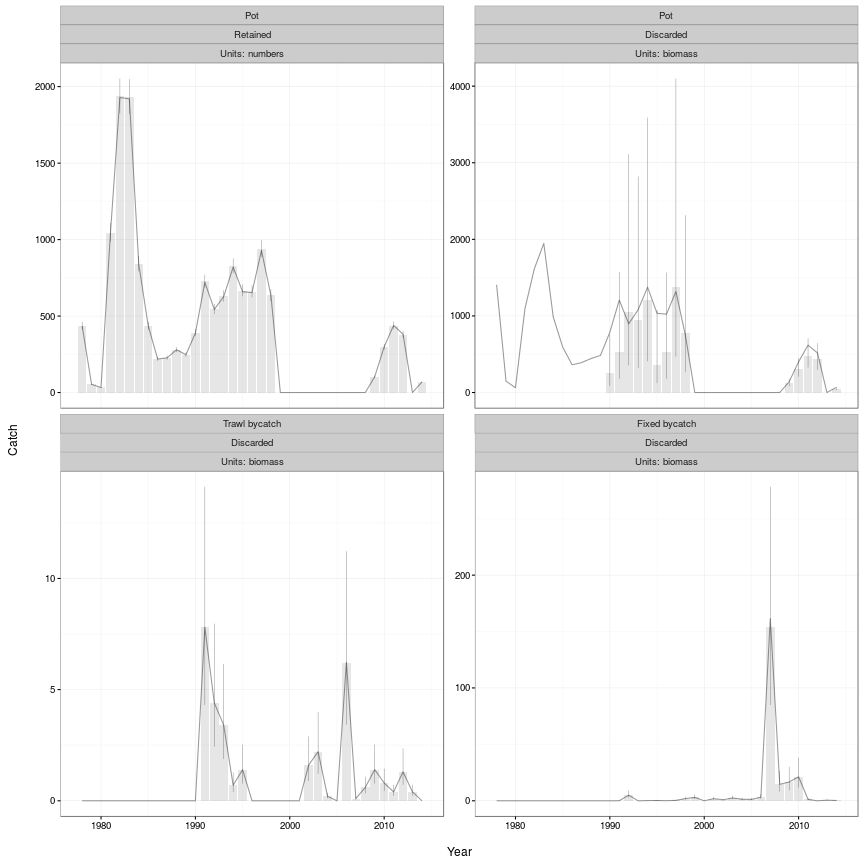 Pot
Retained
Units: numbers
Pot
Discarded
Units: biomass
2000
1500
1000
500
0
4000
3000
2000
1000
0
Catch
Trawl bycatch
Discarded
Units: biomass
Fixed bycatch
Discarded
Units: biomass
10
5
0
200
100
0
1980 1990 2000 2010
1980 1990 2000 2010
Year